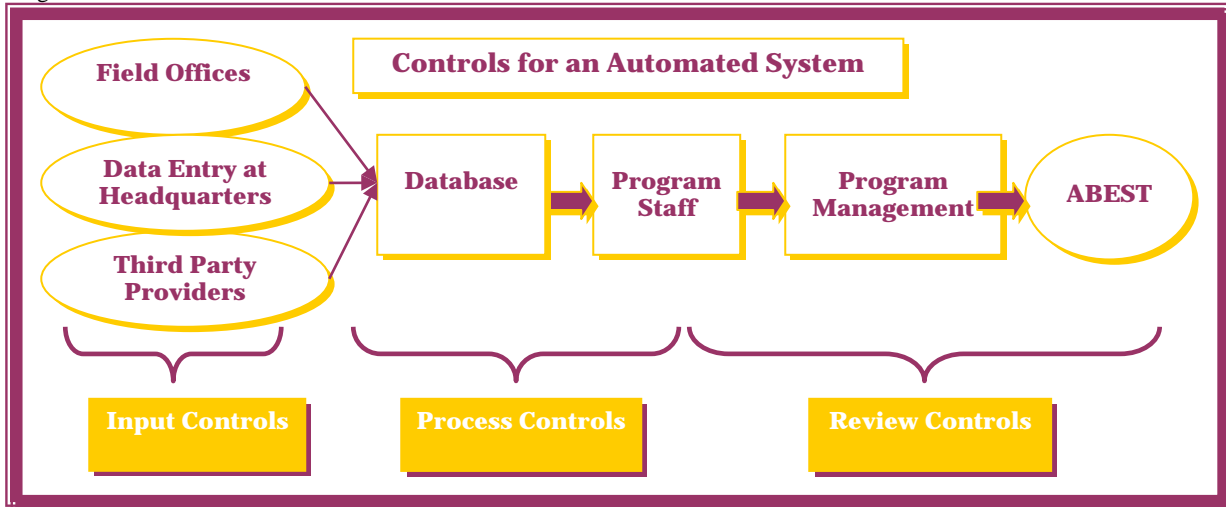 Controls for an Automated System
Field Offices
Data Entry at
Headquarters
Third Party
Providers
Database
Program
Staff
Program
Management
ABEST
Input Controls
Process Controls
Review Controls